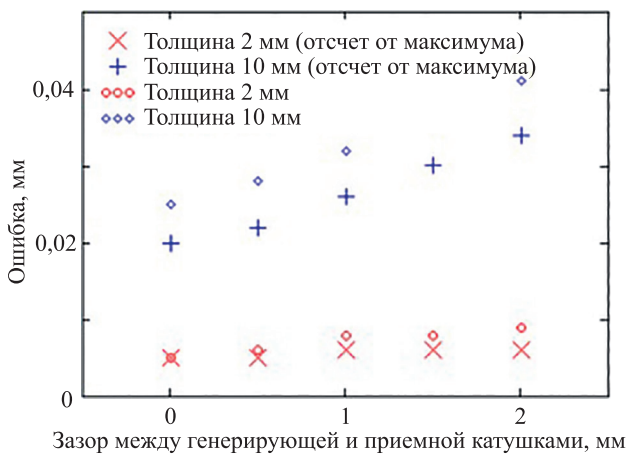 Толщина 2 мм (отсчет от максимума)
Толщина 10 мм (отсчет от максимума)
Толщина 2 мм
Толщина 10 мм
Ошибка, мм
0,04
0,02
0
0 1 2
Зазор между генерирующей и приемной катушками, мм